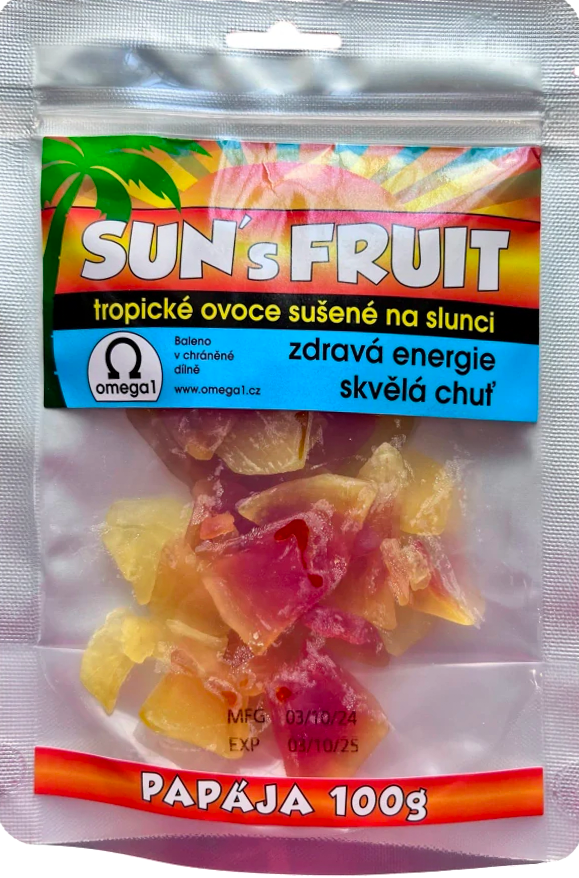 SUN´s FRUIT
tropické ovoce sušené na slunci
Ω
omega1
Baleno
v chráněné
dílně
www.omega1.cz
zdravá energie
skvělá chuť
MFG 03/10/24
EXP 03/10/25
PAPÁJA 100g